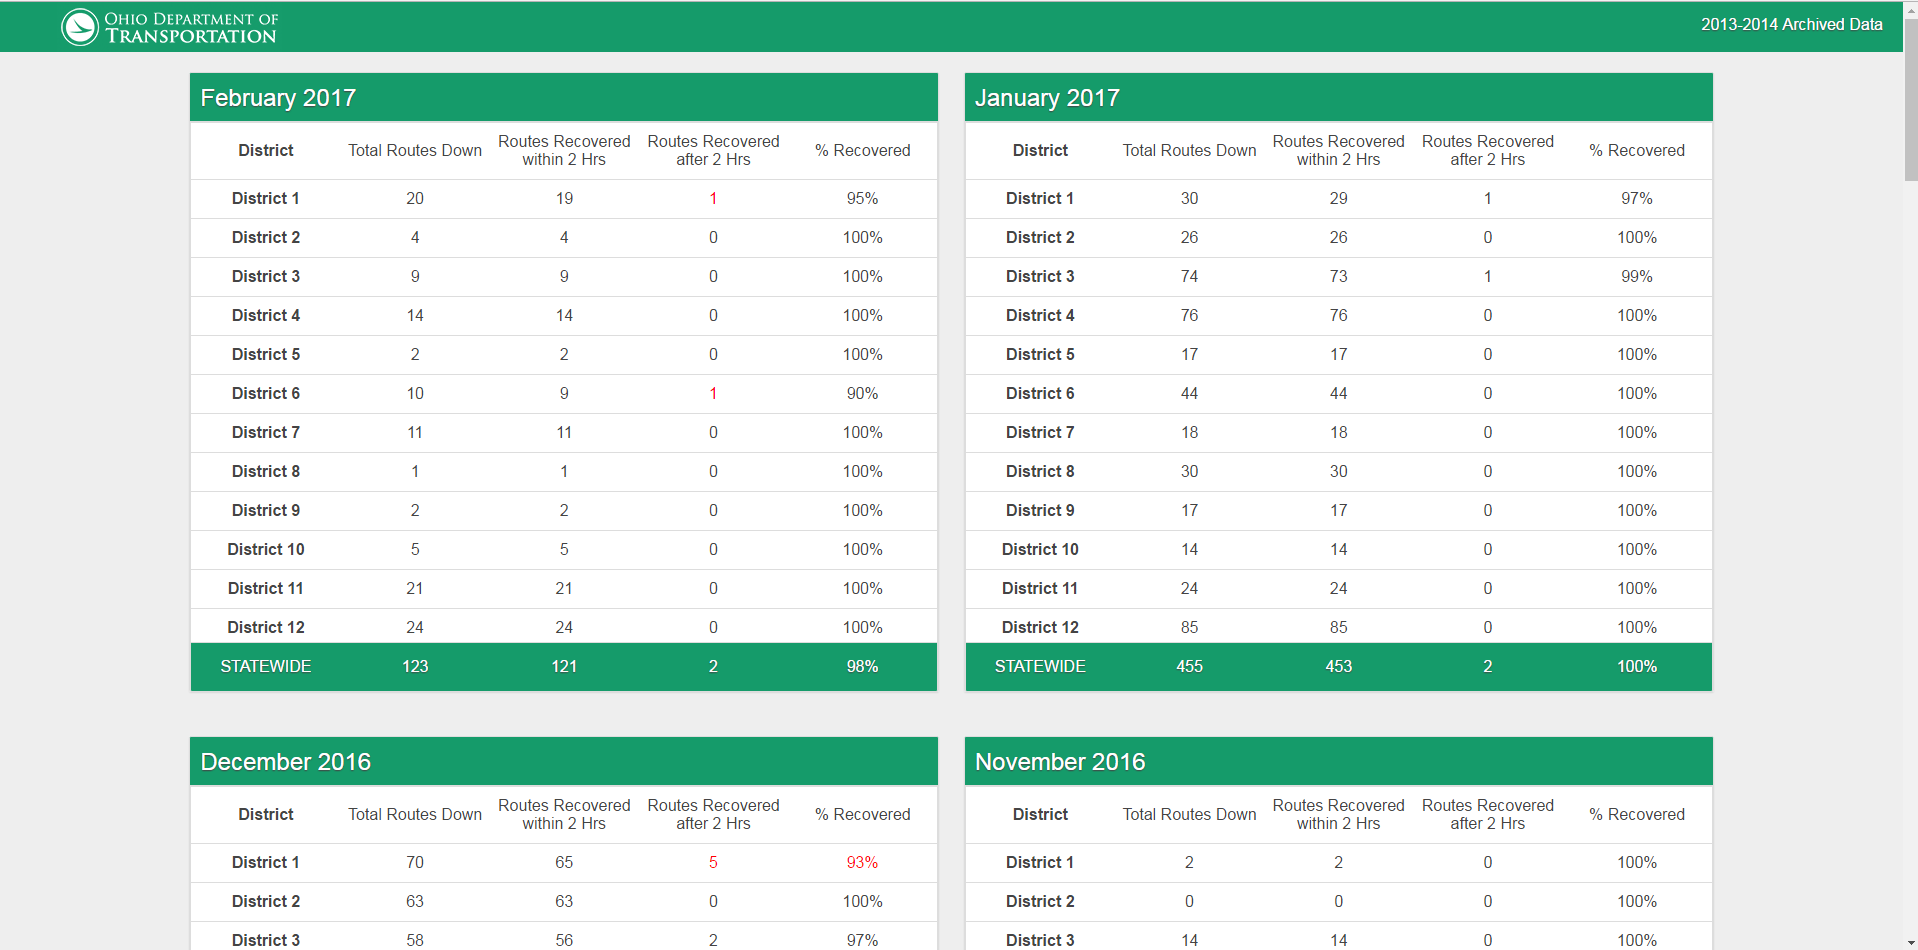 OHIO DEPARTMENT OF
TRANSPORTATION
2013-2014 Archived Data
February 2017
District Total Routes Down Routes Recovered within 2 Hrs Routes Recovered after 2 Hrs % Recovered
District 1 20 19 1 95%
District 2 4 4 0 100%
District 3 9 9 0 100%
District 4 14 14 0 100%
District 5 2 2 0 100%
District 6 10 9 1 90%
District 7 11 11 0 100%
District 8 1 1 0 100%
District 9 2 2 0 100%
District 10 5 5 0 100%
District 11 21 21 0 100%
District 12 24 24 0 100%
STATEWIDE 123 121 2 98%
January 2017
District Total Routes Down Routes Recovered within 2 Hrs Routes Recovered after 2 Hrs % Recovered
District 1 30 29 1 97%
District 2 26 26 0 100%
District 3 74 73 1 99%
District 4 76 76 0 100%
District 5 17 17 0 100%
District 6 44 44 0 100%
District 7 18 18 0 100%
District 8 30 30 0 100%
District 9 17 17 0 100%
District 10 14 14 0 100%
District 11 24 24 0 100%
District 12 85 85 0 100%
STATEWIDE 455 453 2 100%
December 2016
District Total Routes Down Routes Recovered within 2 Hrs Routes Recovered after 2 Hrs % Recovered
District 1 70 65 5 93%
District 2 63 63 0 100%
District 3 58 56 2 97%
November 2016
District Total Routes Down Routes Recovered within 2 Hrs Routes Recovered after 2 Hrs % Recovered
District 1 2 2 0 100%
District 2 0 0 0 100%
District 3 14 14 0 100%